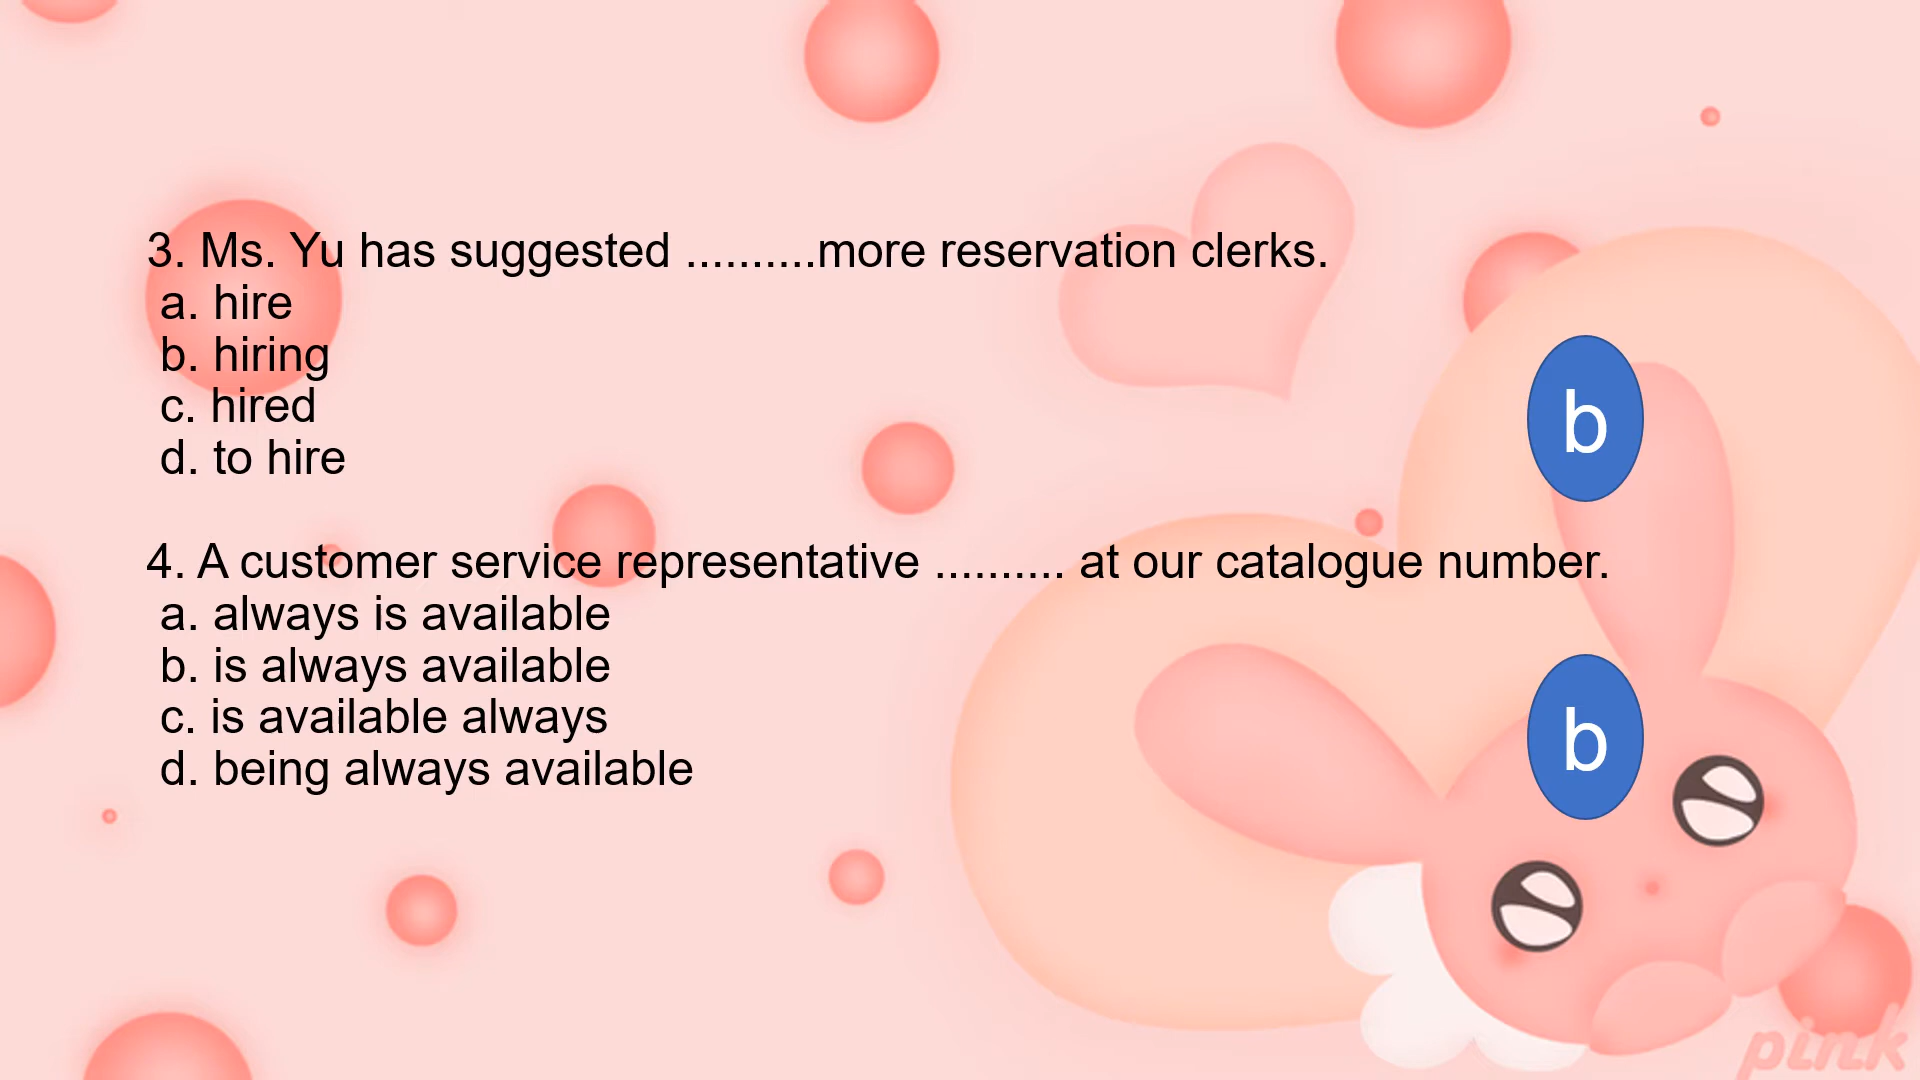 3. Ms. Yu has suggested ..........more reservation clerks.
a. hire
b. hiring
c. hired
d. to hire
b
4. A customer service representative .......... at our catalogue number.
a. always is available
b. is always available
c. is available always
d. being always available
b
pink